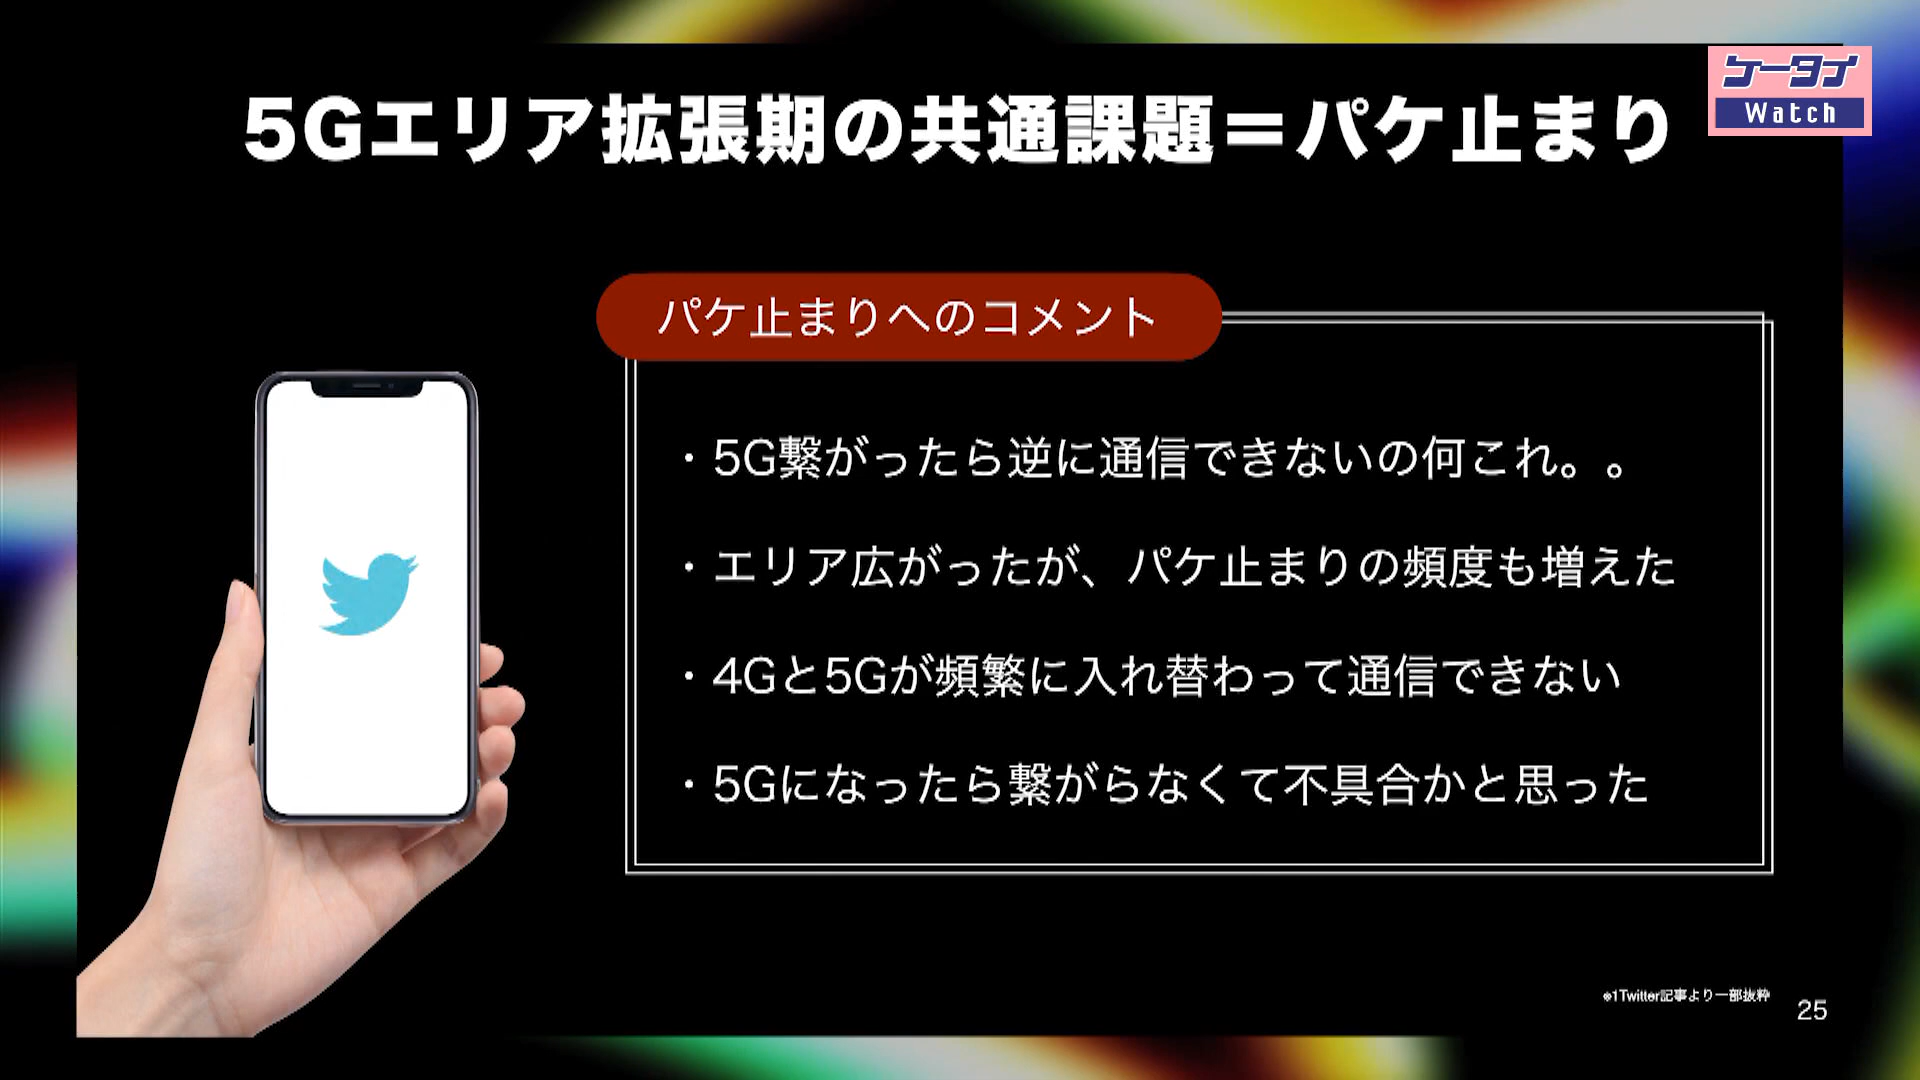 ケータイ
Watch
5Gエリア拡張期の共通課題＝パケ止まり
パケ止まりへのコメント
・5G繋がったら逆に通信できないの何これ。。
・エリア広がったが、パケ止まりの頻度も増えた
・4Gと5Gが頻繁に入れ替わって通信できない
・5Gになったら繋がらなくて不具合かと思った
※1Twitter記事より一部抜粋
25